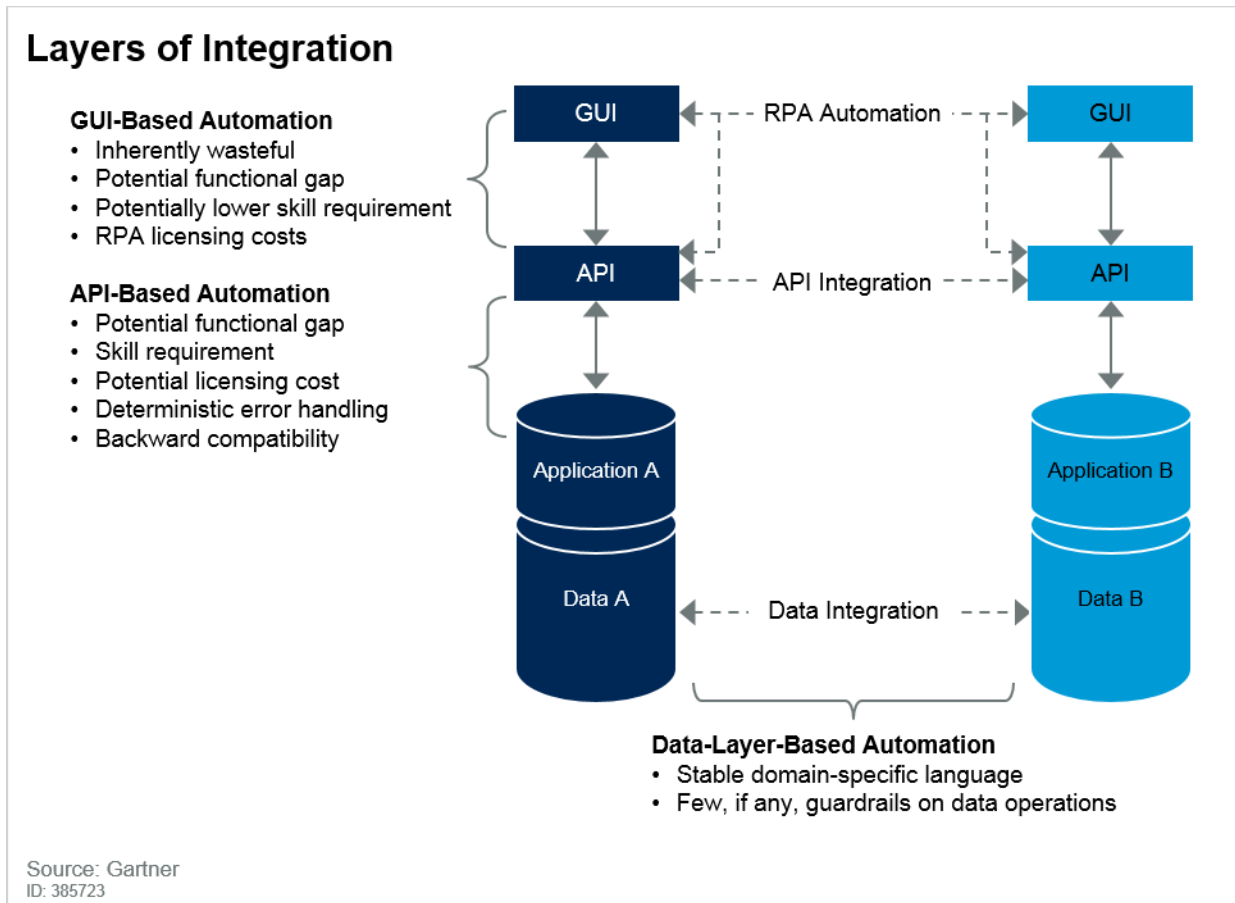 Layers of Integration
GUI-Based Automation
• Inherently wasteful
• Potential functional gap
• Potentially lower skill requirement
• RPA licensing costs
API-Based Automation
• Potential functional gap
• Skill requirement
• Potential licensing cost
• Deterministic error handling
• Backward compatibility
GUI
RPA Automation
GUI
API
API Integration
API
Application A
Application B
Data A
Data Integration
Data B
Data-Layer-Based Automation
• Stable domain-specific language
• Few, if any, guardrails on data operations
Source: Gartner
ID: 385723